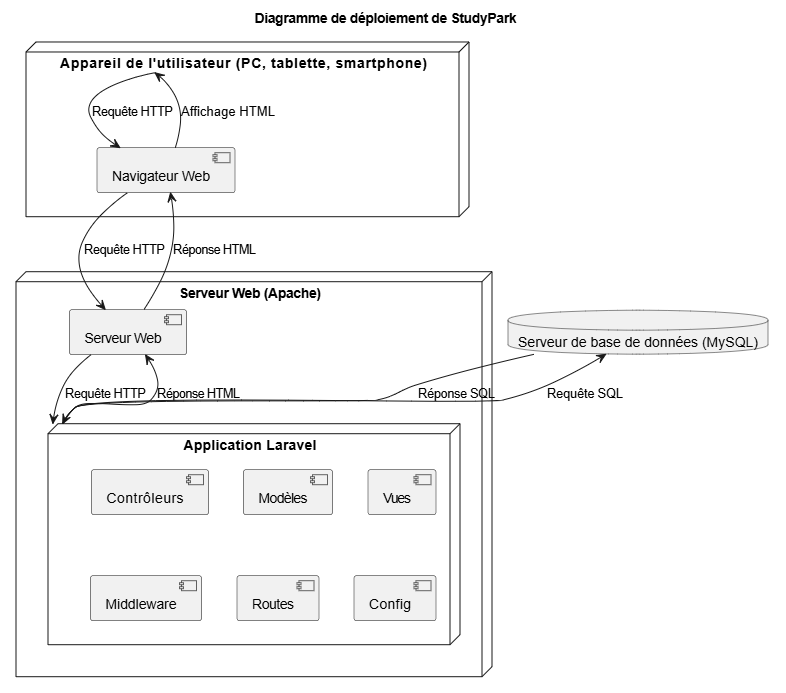 Diagramme de déploiement de StudyPark
Appareil de l'utilisateur (PC, tablette, smartphone)
Requête HTTP
Affichage HTML
Navigateur Web
Requête HTTP
Réponse HTML
Serveur Web (Apache)
Serveur Web
Serveur de base de données (MySQL)
Requête HTTP
Réponse HTML
Réponse SQL
Requête SQL
Application Laravel
Contrôleurs
Modèles
Vues
Middleware
Routes
Config